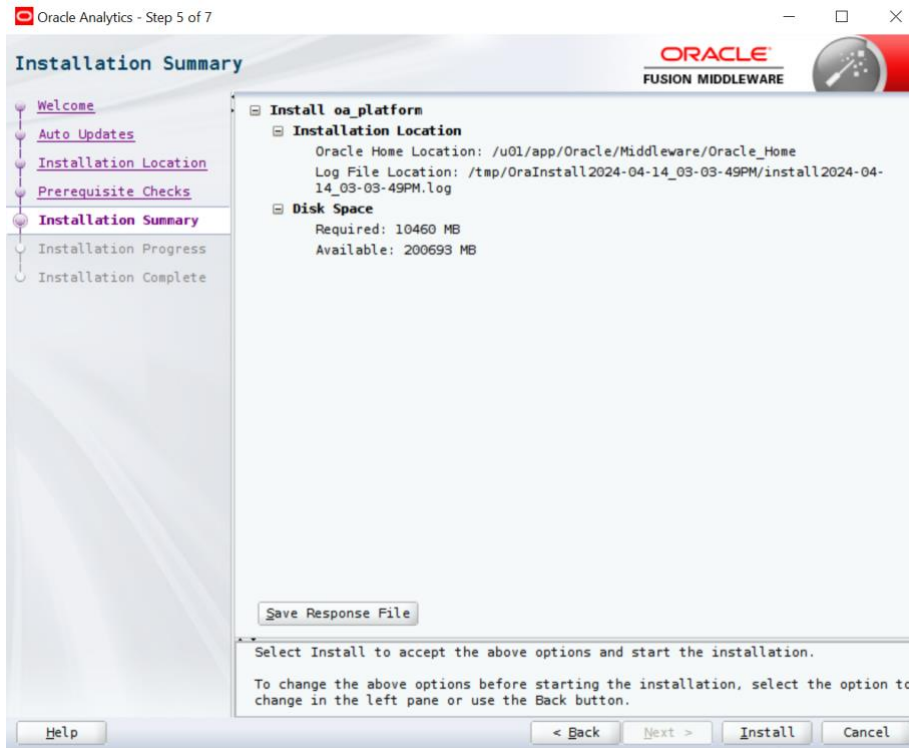 Oracle Analytics - Step 5 of 7
Installation Summary
ORACLE
FUSION MIDDLEWARE
Welcome
Auto Updates
Installation Location
Prerequisite Checks
Installation Summary
Installation Progress
Installation Complete
Install oa_platform
Installation Location
Oracle Home Location: /u01/app/Oracle/Middleware/Oracle_Home
Log File Location: /tmp/OraInstall2024-04-14_03-03-49PM/install2024-04-
14_03-03-49PM.log
Disk Space
Required: 10460 MB
Available: 200693 MB
Save Response File
Select Install to accept the above options and start the installation.
To change the above options before starting the installation, select the option to
change in the left pane or use the Back button.
Help
< Back
Next >
Install
Cancel